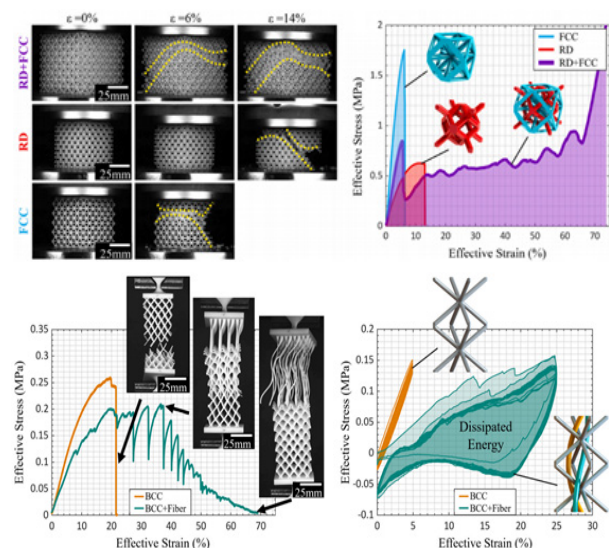 ε=0%
ε=6%
ε=14%
RD+FCC
25mm
25mm
25mm
RD
25mm
25mm
25mm
FCC
25mm
25mm
Effective Stress (MPa)
2
1.5
1
0.5
0
0 10 20 30 40 50 60 70
Effective Strain (%)
FCC
RD
RD+FCC
Effective Stress (MPa)
0.35
0.3
0.25
0.2
0.15
0.1
0.05
0
0 10 20 30 40 50 60 70
Effective Strain (%)
BCC
BCC+Fiber
25mm
25mm
25mm
Effective Stress (MPa)
0.2
0.15
0.1
0.05
0
-0.05
-0.1
0 5 10 15 20 25 30
Effective Strain (%)
Dissipated
Energy
BCC
BCC+Fiber